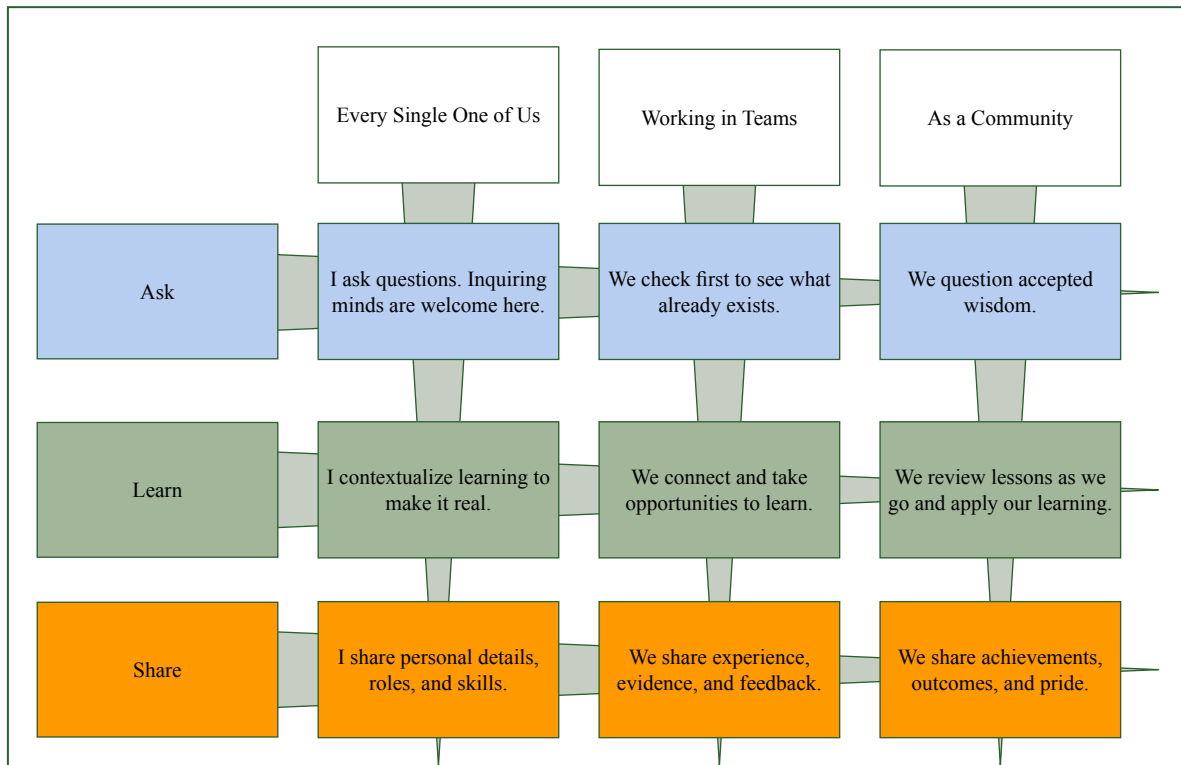 Every Single One of Us
Working in Teams
As a Community
Ask
I ask questions. Inquiring
minds are welcome here.
We check first to see what
already exists.
We question accepted
wisdom.
Learn
I contextualize learning to
make it real.
We connect and take
opportunities to learn.
We review lessons as we
go and apply our learning.
Share
I share personal details,
roles, and skills.
We share experience,
evidence, and feedback.
We share achievements,
outcomes, and pride.